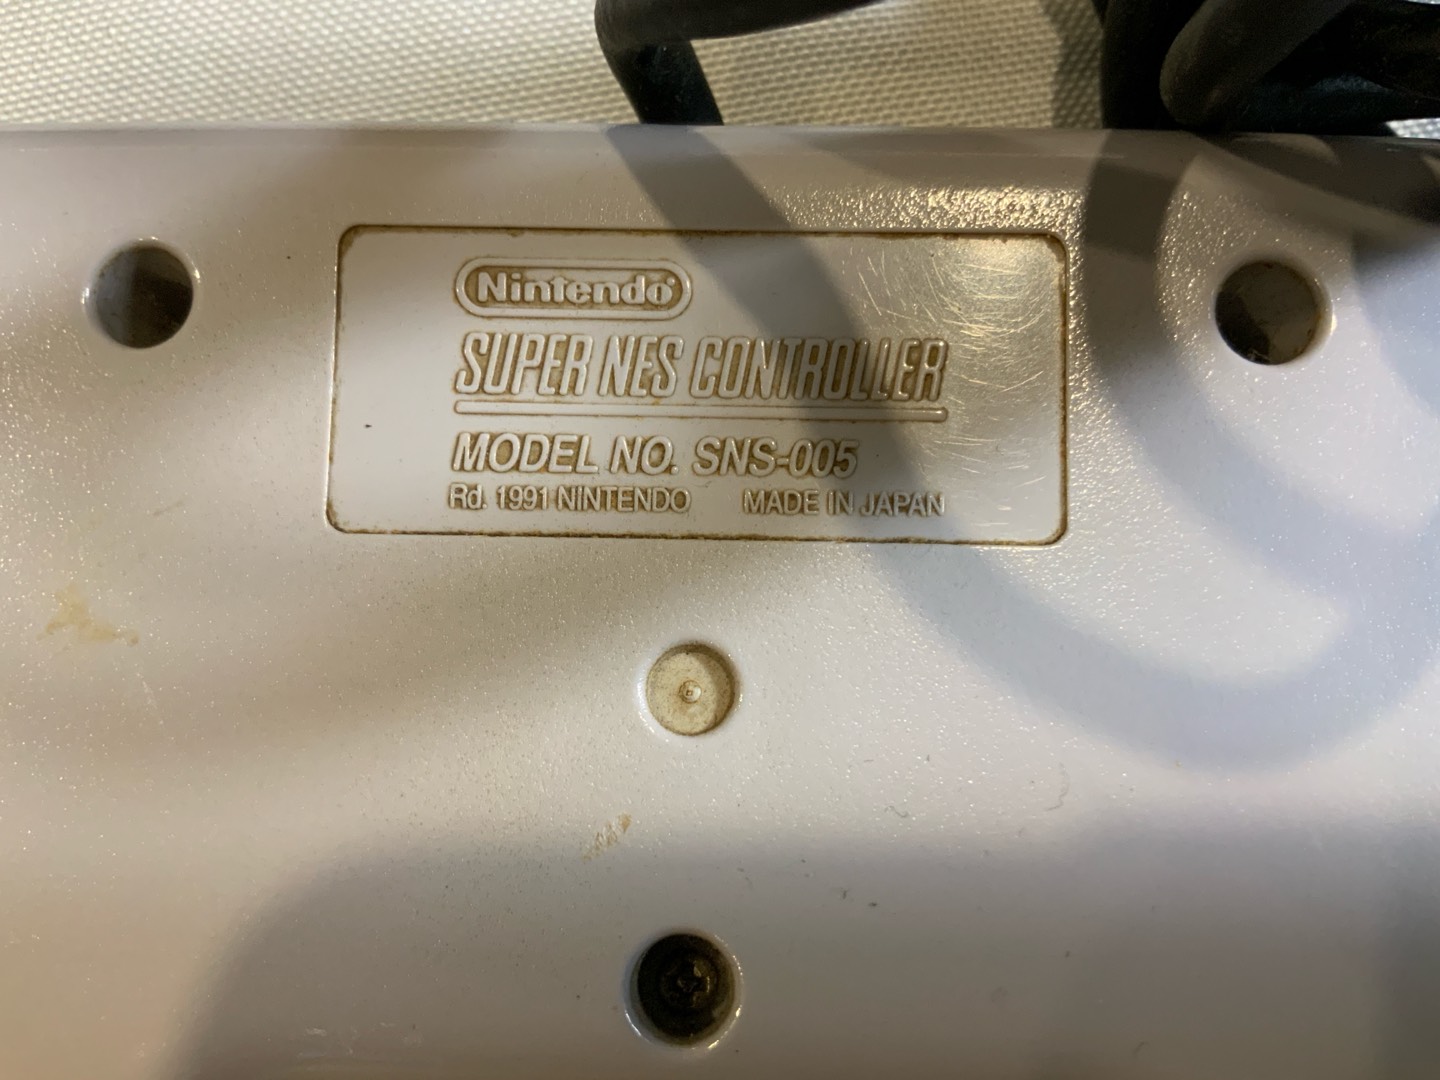 Nintendo®
SUPER NES CONTROLLER
MODEL NO. SNS-005
Rd. 1991 NINTENDO MADE IN JAPAN